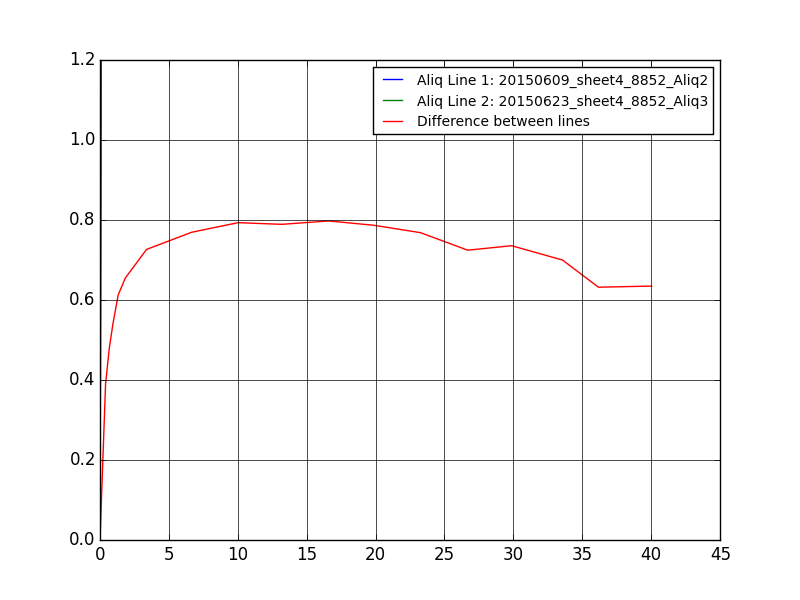 1.2
1.0
0.8
0.6
0.4
0.2
0.0
Aliq Line 1: 20150609_sheet4_8852_Aliq2
Aliq Line 2: 20150623_sheet4_8852_Aliq3
Difference between lines
0 5 10 15 20 25 30 35 40 45